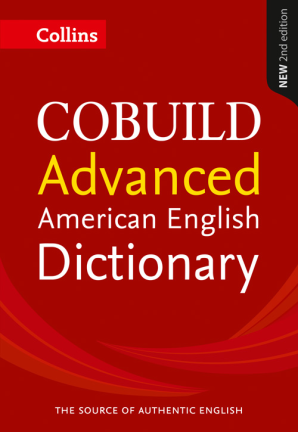 Collins
NEW 2nd edition
COBUILD
Advanced
American English
Dictionary
THE SOURCE OF AUTHENTIC ENGLISH